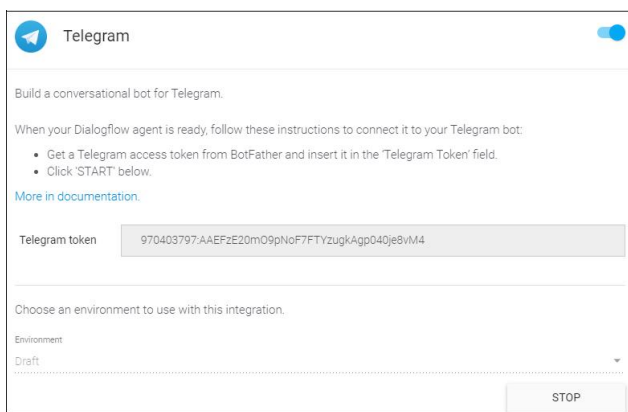 Telegram
Build a conversational bot for Telegram.
When your Dialogflow agent is ready, follow these instructions to connect it to your Telegram bot:
• Get a Telegram access token from BotFather and insert it in the 'Telegram Token' field.
• Click 'START' below.
More in documentation.
Telegram token 970403797:AAEFzE20mO9pNoF7FTYzugkAgp040je8vM4
Choose an environment to use with this integration.
Environment
Draft
STOP